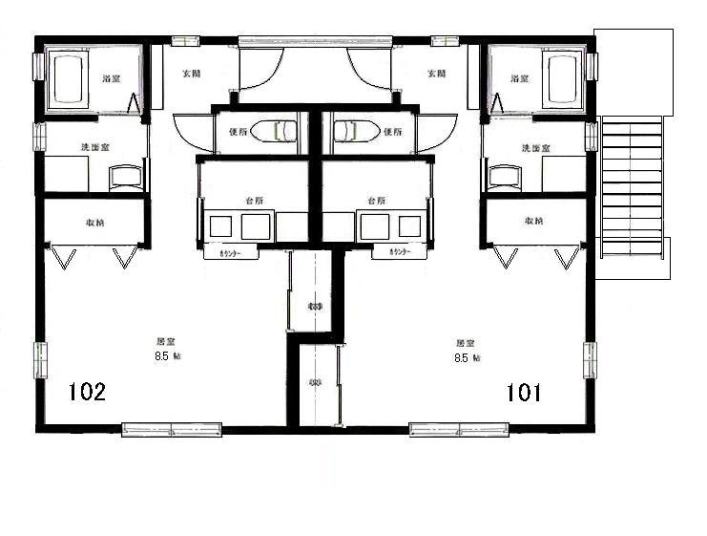 浴室
玄関
玄関
浴室
便所
便所
洗面室
洗面室
台所
台所
収納
収納
カウンター
カウンター
収納
居室
8.5 帖
居室
8.5 帖
収納
102
101